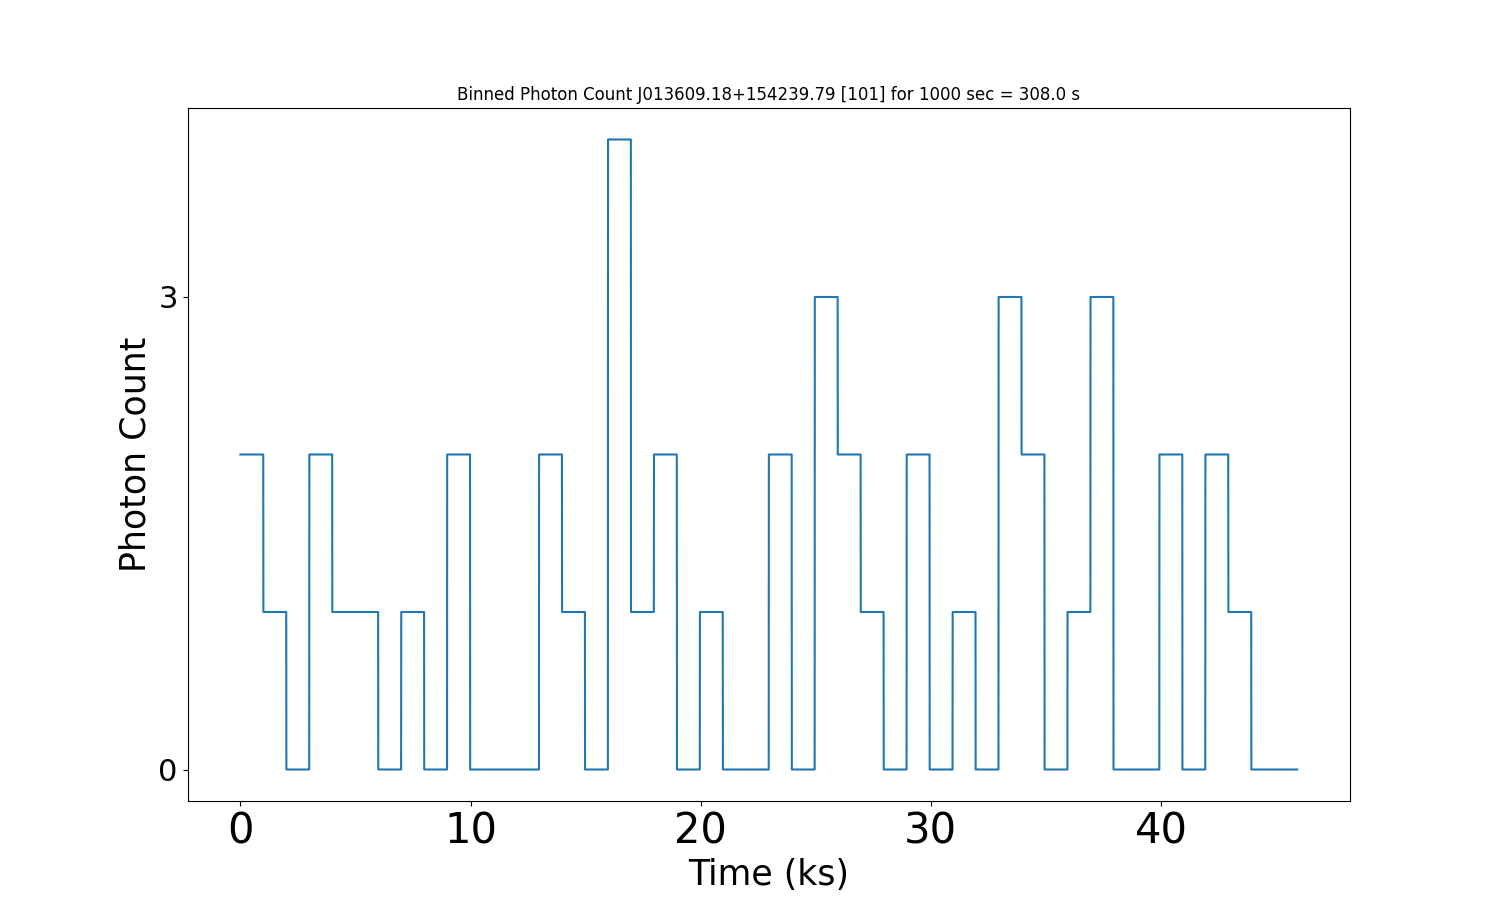 Binned Photon Count J013609.18+154239.79 [101] for 1000 sec = 308.0 s
Photon Count
3
0
0 10 20 30 40
Time (ks)